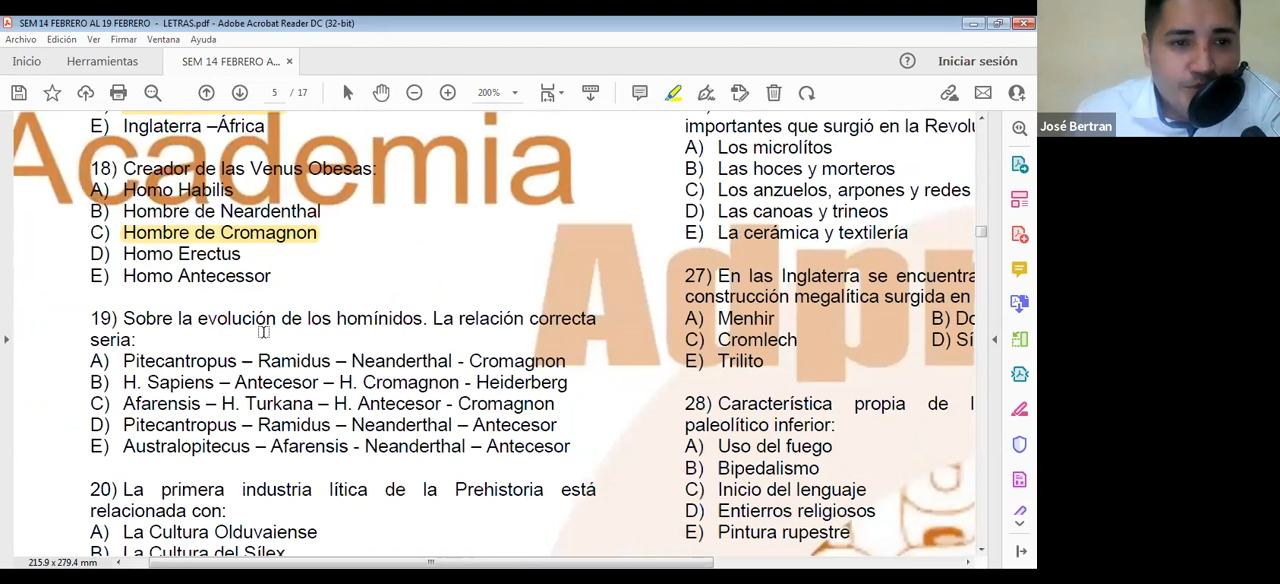 SEM 14 FEBRERO AL 19 FEBRERO - LETRAS.pdf - Adobe Acrobat Reader DC (32-bit)
Archivo Edición Ver Firmar Ventana Ayuda
Inicio Herramientas SEM 14 FEBRERO A... × Iniciar sesión
5 / 17 200%
José Bertran
Academia
Adpr
E) Inglaterra –África
18) Creador de las Venus Obesas:
A) Homo Habilis
B) Hombre de Neardenthal
C) Hombre de Cromagnon
D) Homo Erectus
E) Homo Antecessor
19) Sobre la evolución de los homínidos. La relación correcta
seria:
A) Pitecantropus – Ramidus – Neanderthal - Cromagnon
B) H. Sapiens – Antecesor – H. Cromagnon - Heiderberg
C) Afarensis – H. Turkana – H. Antecesor - Cromagnon
D) Pitecantropus – Ramidus – Neanderthal – Antecesor
E) Australopitecus – Afarensis - Neanderthal – Antecesor
20) La primera industria lítica de la Prehistoria está
relacionada con:
A) La Cultura Olduvaiense
B) La Cultura del Sílex
importantes que surgió en la Revolu
A) Los microlítos
B) Las hoces y morteros
C) Los anzuelos, arpones y redes
D) Las canoas y trineos
E) La cerámica y textilería
27) En las Inglaterra se encuentra
construcción megalítica surgida en
A) Menhir B) Do
C) Cromlech D) Sí
E) Trilito
28) Característica propia de l
paleolítico inferior:
A) Uso del fuego
B) Bipedalismo
C) Inicio del lenguaje
D) Entierros religiosos
E) Pintura rupestre
215.9 x 279.4 mm